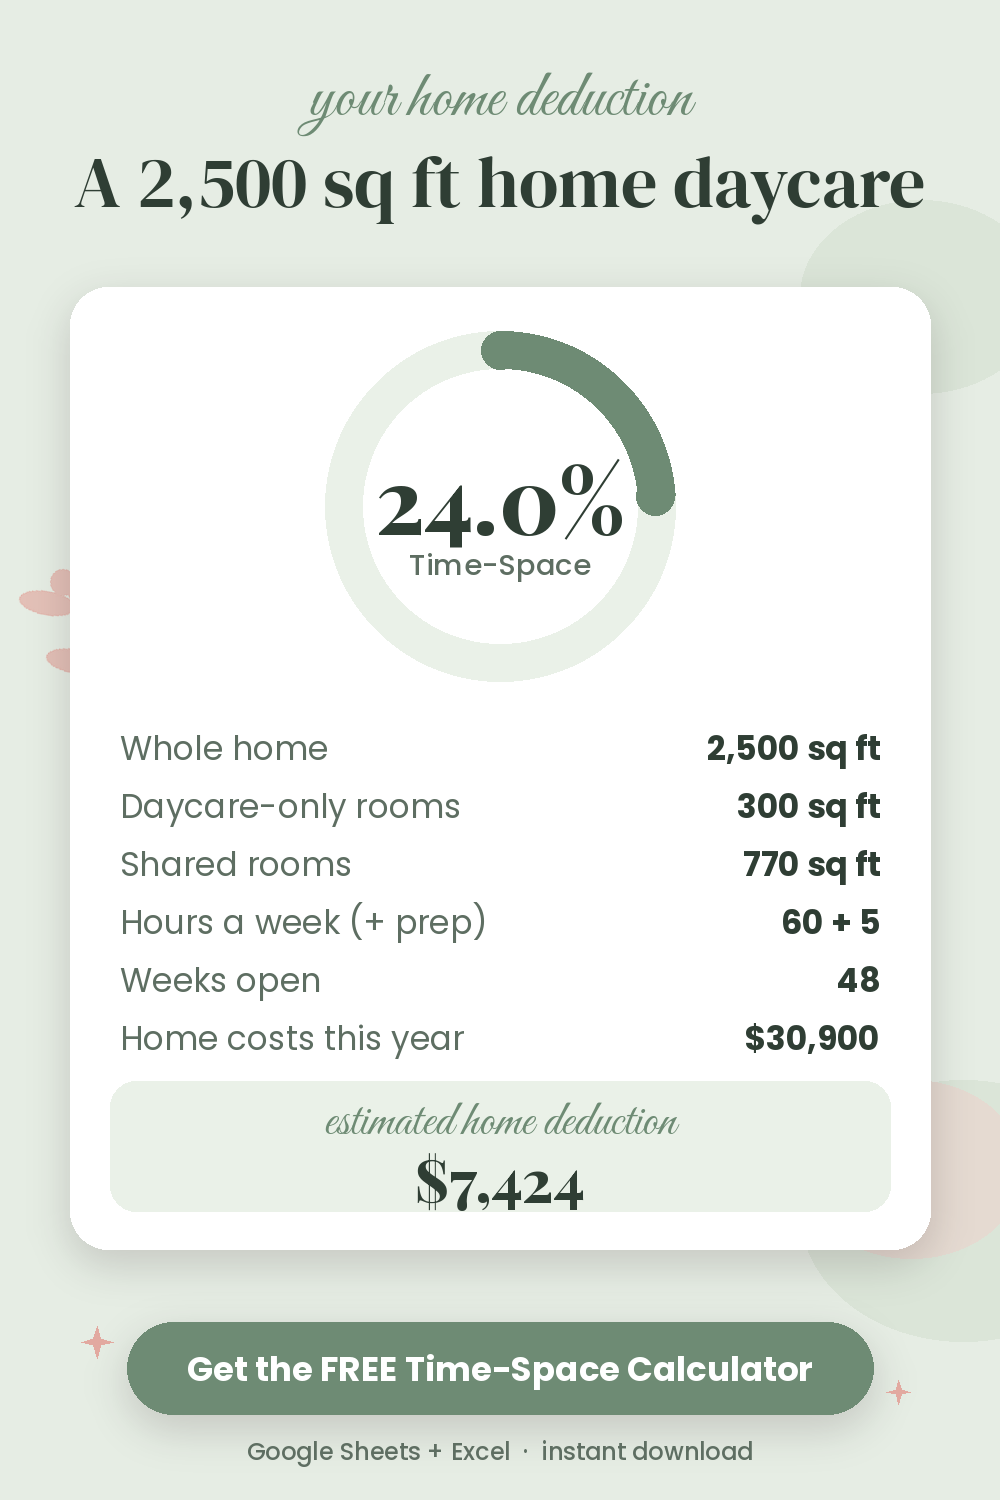 your home deduction
A 2,500 sq ft home daycare
24.0%
Time-Space
Whole home 2,500 sq ft
Daycare-only rooms 300 sq ft
Shared rooms 770 sq ft
Hours a week (+ prep) 60 + 5
Weeks open 48
Home costs this year $30,900
estimated home deduction
$7,424
Get the FREE Time-Space Calculator
Google Sheets + Excel · instant download